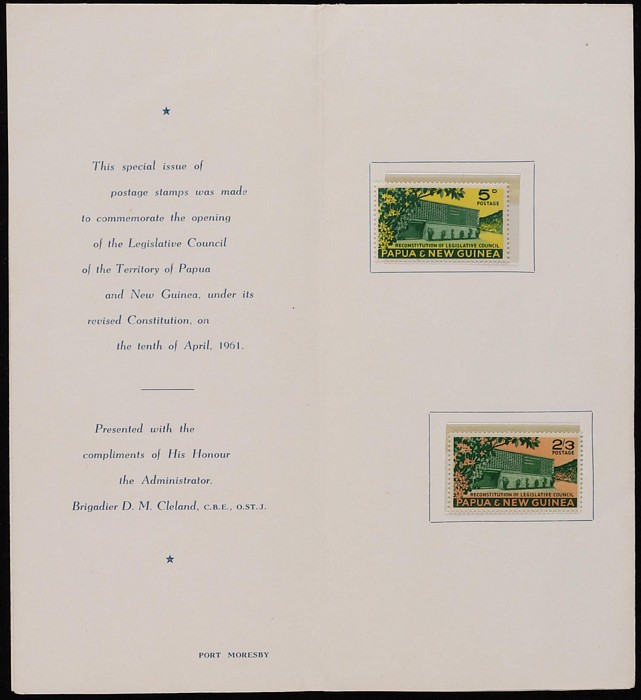 This special issue of
postage stamps was made
to commemorate the opening
of the Legislative Council
of the Territory of Papua
and New Guinea, under its
revised Constitution, on
the tenth of April, 1961.
Presented with the
compliments of His Honour
the Administrator.
Brigadier D. M. Cleland, C.B.E., O.ST.J.
PORT MORESBY
5D
POSTAGE
RECONSTITUTION OF LEGISLATIVE COUNCIL
PAPUA & NEW GUINEA
2/3
POSTAGE
RECONSTITUTION OF LEGISLATIVE COUNCIL
PAPUA & NEW GUINEA